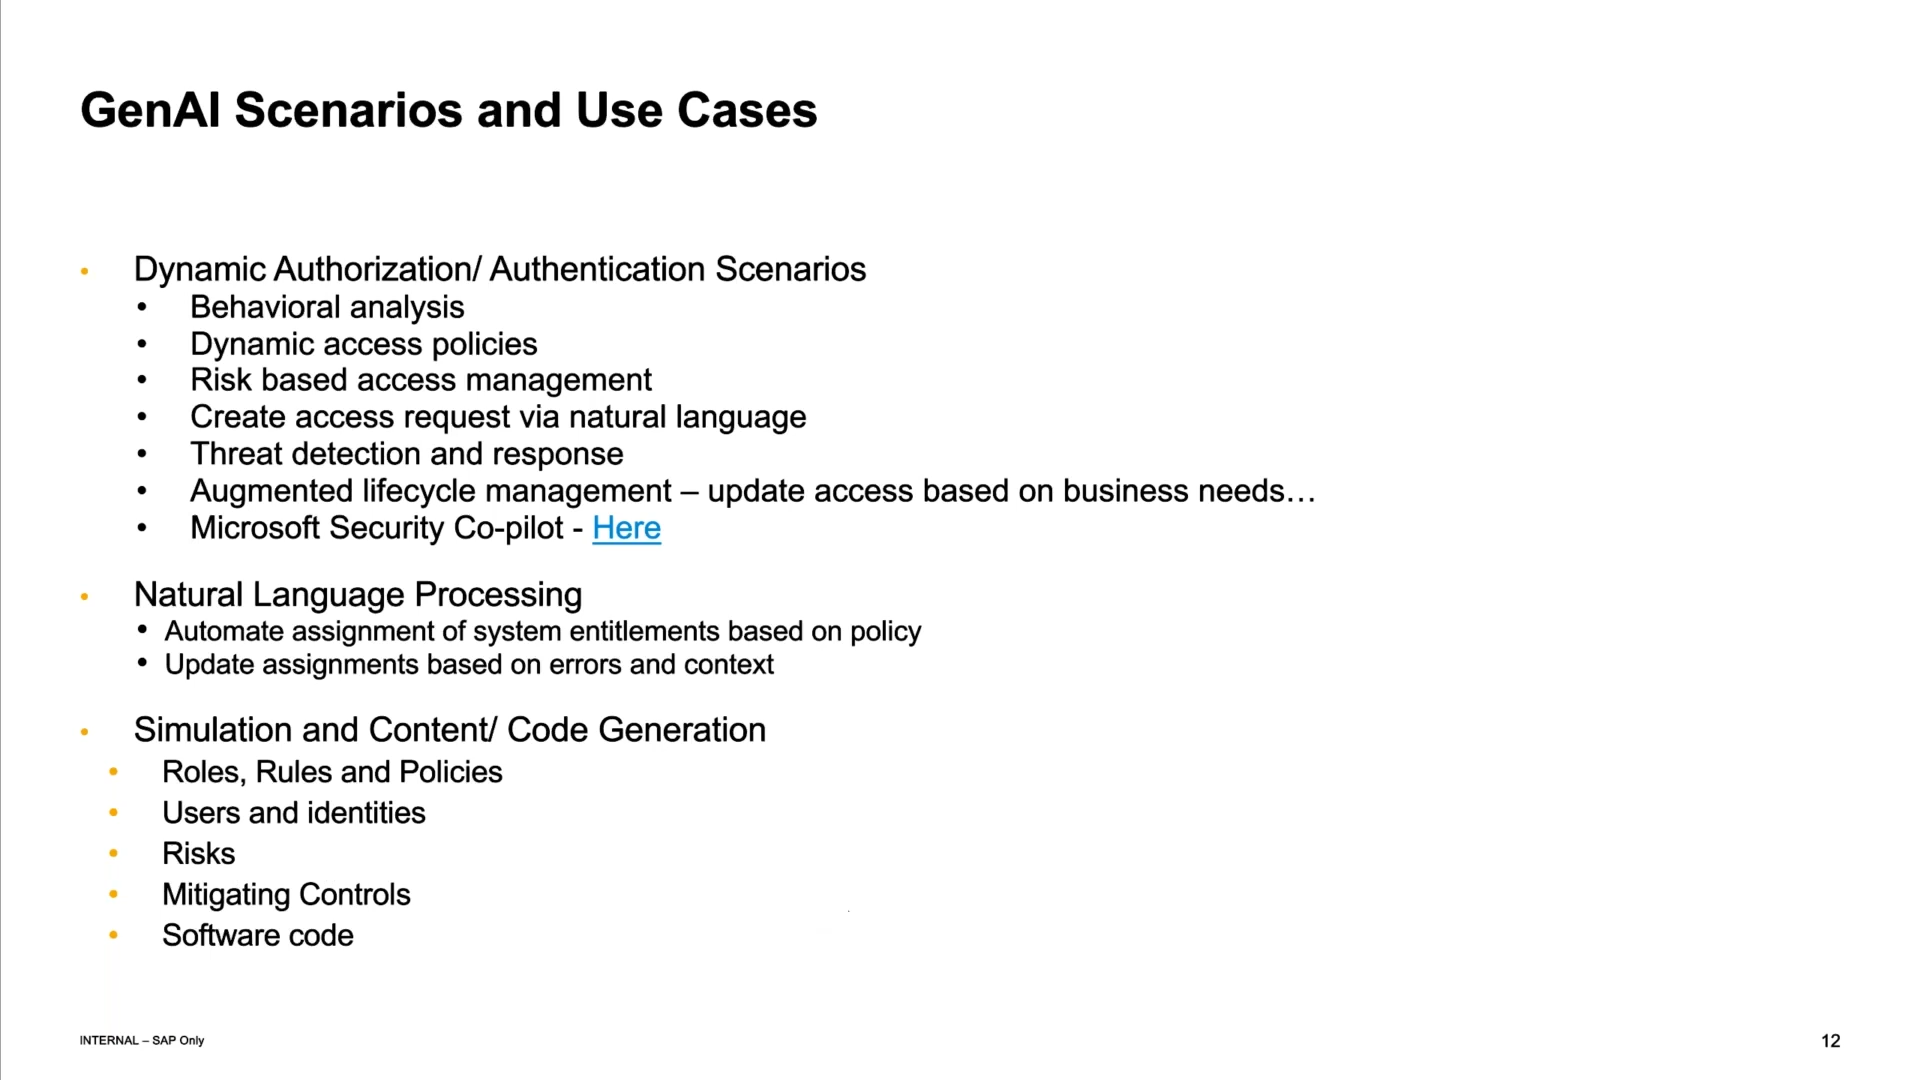 GenAI Scenarios and Use Cases
• Dynamic Authorization/ Authentication Scenarios
• Behavioral analysis
• Dynamic access policies
• Risk based access management
• Create access request via natural language
• Threat detection and response
• Augmented lifecycle management – update access based on business needs…
• Microsoft Security Co-pilot - Here
• Natural Language Processing
• Automate assignment of system entitlements based on policy
• Update assignments based on errors and context
• Simulation and Content/ Code Generation
• Roles, Rules and Policies
• Users and identities
• Risks
• Mitigating Controls
• Software code
INTERNAL – SAP Only
12